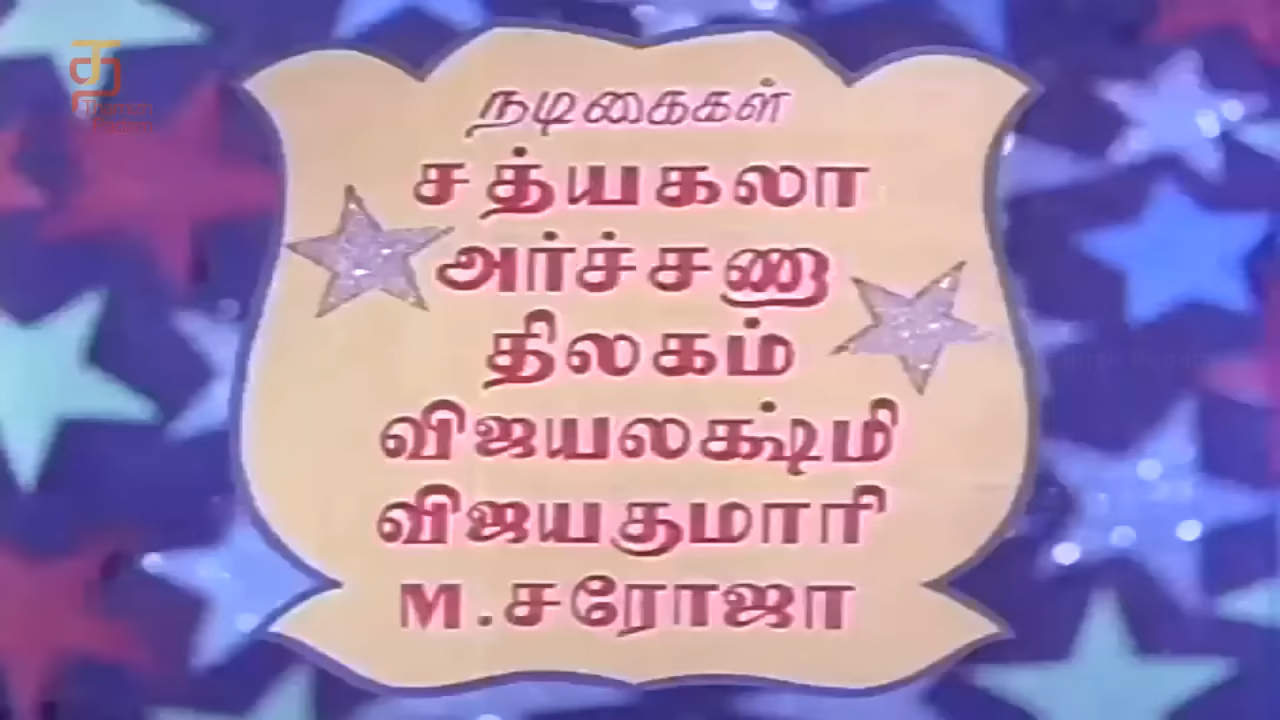 நடிகைகள்
சத்யகலா
அர்ச்சனா
திலகம்
விஜயலக்ஷ்மி
விஜயகுமாரி
M.சரோஜா